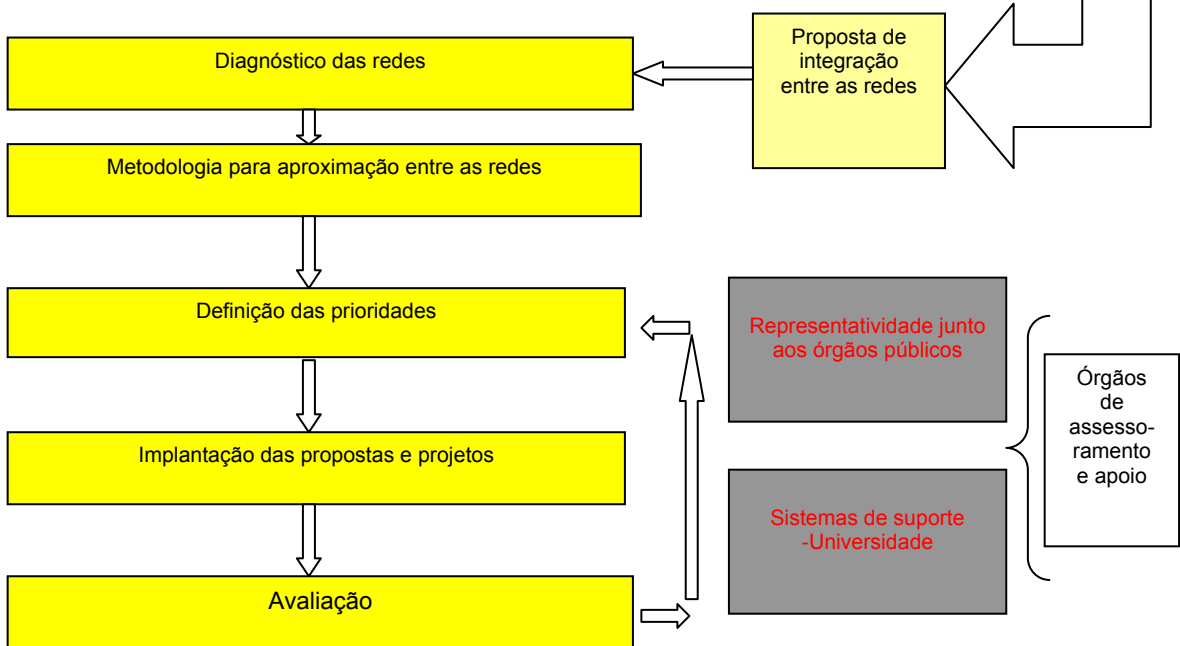 Proposta de
integração
entre as redes
Diagnóstico das redes
Metodologia para aproximação entre as redes
Definição das prioridades
Implantação das propostas e projetos
Avaliação
Representatividade junto
aos órgãos públicos
Sistemas de suporte
-Universidade
Órgãos
de
assesso-
ramento
e apoio